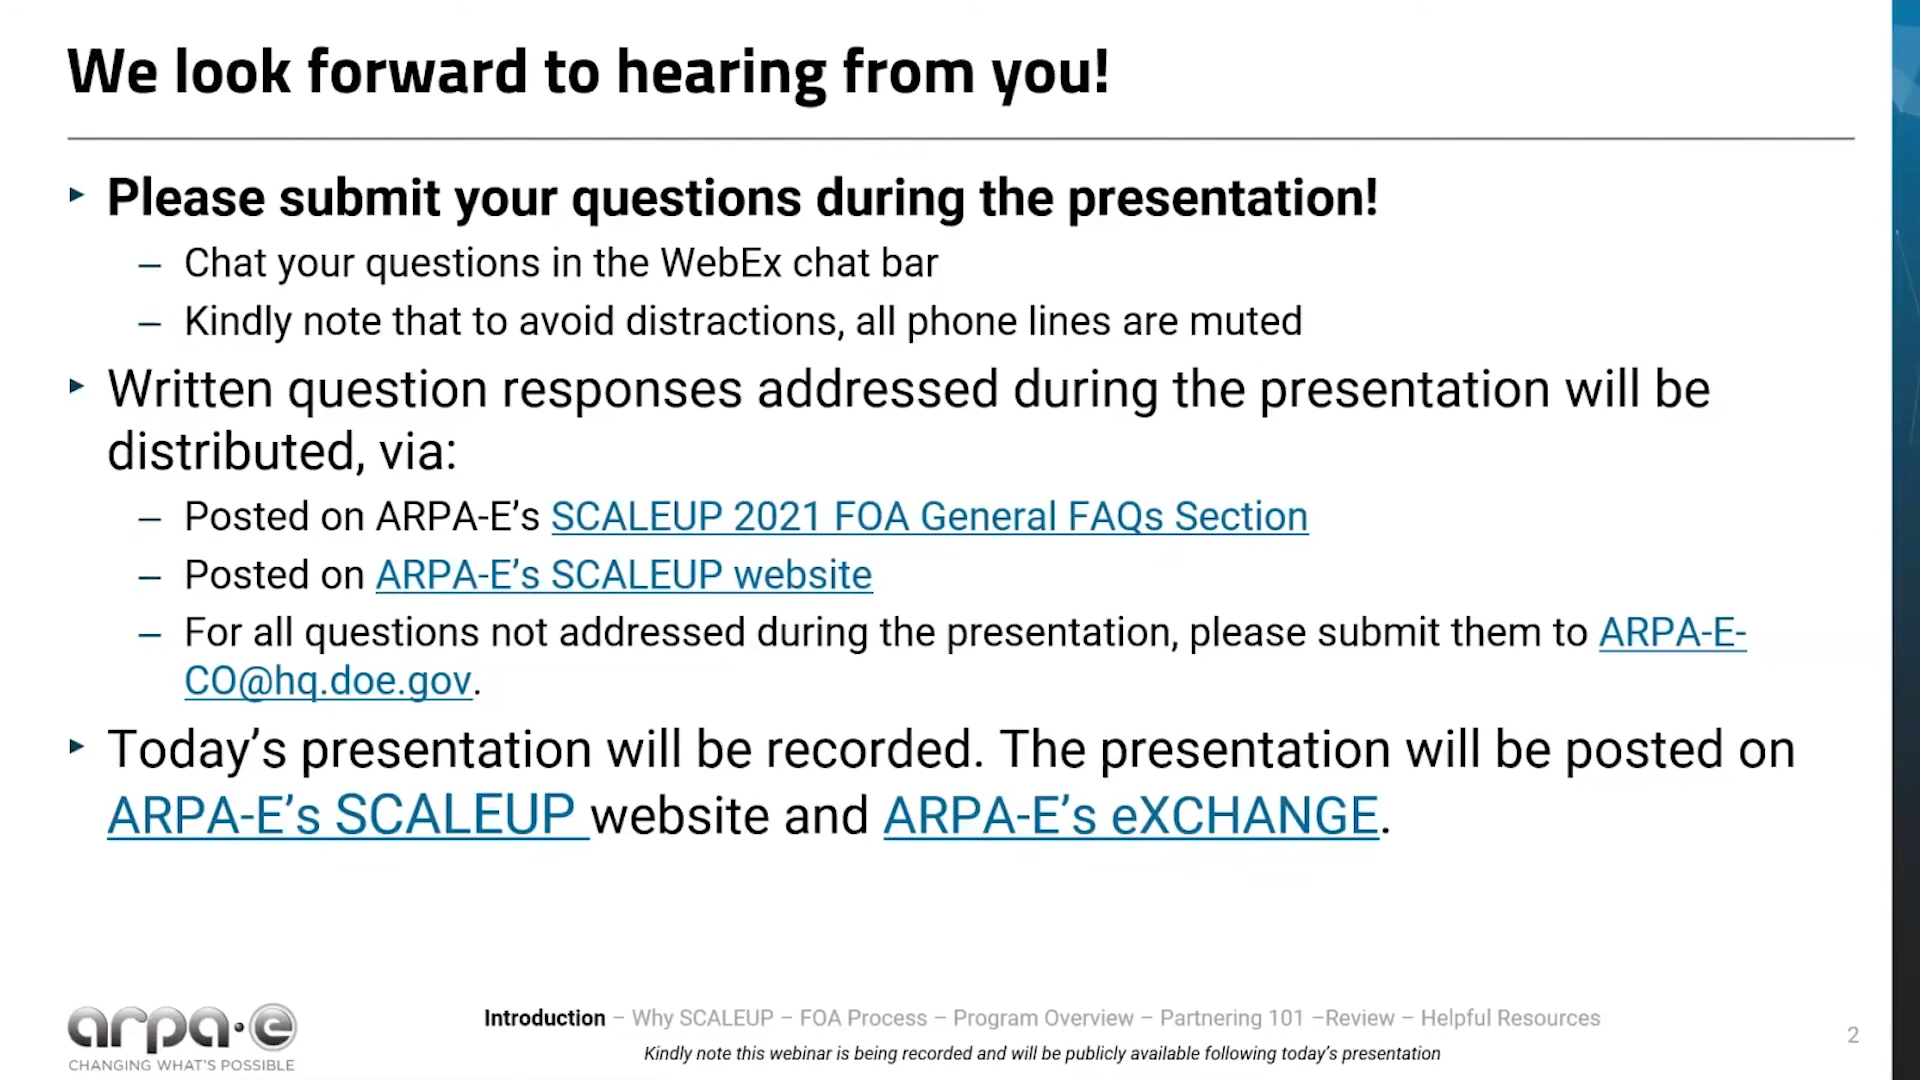 We look forward to hearing from you!
Please submit your questions during the presentation!
– Chat your questions in the WebEx chat bar
– Kindly note that to avoid distractions, all phone lines are muted
Written question responses addressed during the presentation will be
distributed, via:
– Posted on ARPA-E’s SCALEUP 2021 FOA General FAQs Section
– Posted on ARPA-E’s SCALEUP website
– For all questions not addressed during the presentation, please submit them to ARPA-E-
CO@hq.doe.gov.
Today’s presentation will be recorded. The presentation will be posted on
ARPA-E’s SCALEUP website and ARPA-E’s eXCHANGE.
arpa·e
CHANGING WHAT’S POSSIBLE
Introduction – Why SCALEUP – FOA Process – Program Overview – Partnering 101 –Review – Helpful Resources
Kindly note this webinar is being recorded and will be publicly available following today’s presentation
2